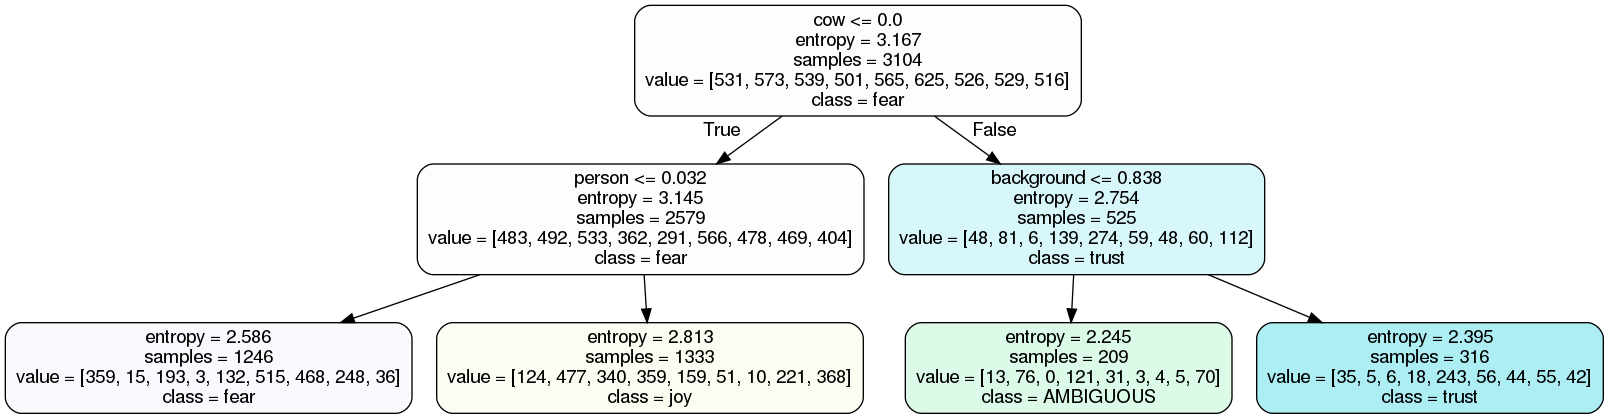 cow <= 0.0
entropy = 3.167
samples = 3104
value = [531, 573, 539, 501, 565, 625, 526, 529, 516]
class = fear
True
False
person <= 0.032
entropy = 3.145
samples = 2579
value = [483, 492, 533, 362, 291, 566, 478, 469, 404]
class = fear
background <= 0.838
entropy = 2.754
samples = 525
value = [48, 81, 6, 139, 274, 59, 48, 60, 112]
class = trust
entropy = 2.586
samples = 1246
value = [359, 15, 193, 3, 132, 515, 468, 248, 36]
class = fear
entropy = 2.813
samples = 1333
value = [124, 477, 340, 359, 159, 51, 10, 221, 368]
class = joy
entropy = 2.245
samples = 209
value = [13, 76, 0, 121, 31, 3, 4, 5, 70]
class = AMBIGUOUS
entropy = 2.395
samples = 316
value = [35, 5, 6, 18, 243, 56, 44, 55, 42]
class = trust